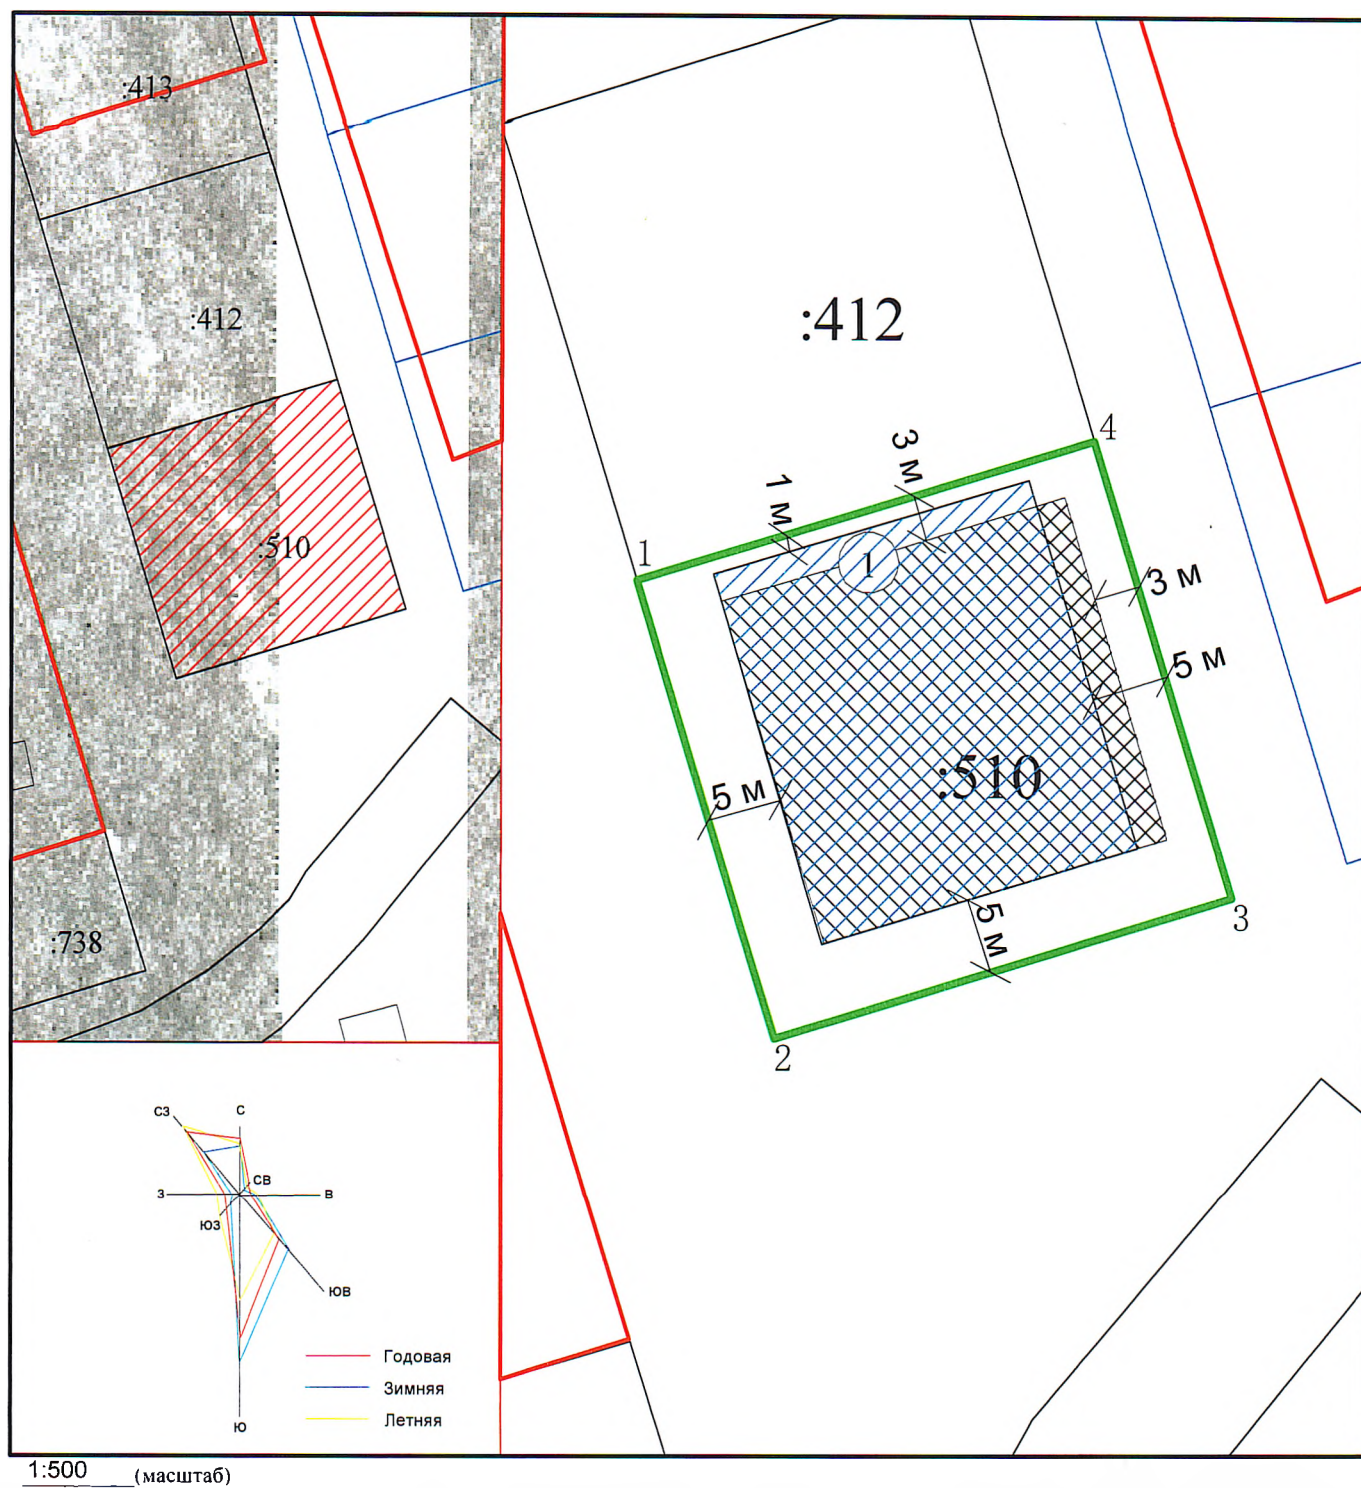 :413
:412
:510
:738
:412
3 м
4
1 м
1
1
3 м
5 м
:510
5 м
5 м
3
2
СЗ
С
СВ
З
В
ЮЗ
ЮВ
Ю
Годовая
Зимняя
Летняя
1:500 (масштаб)